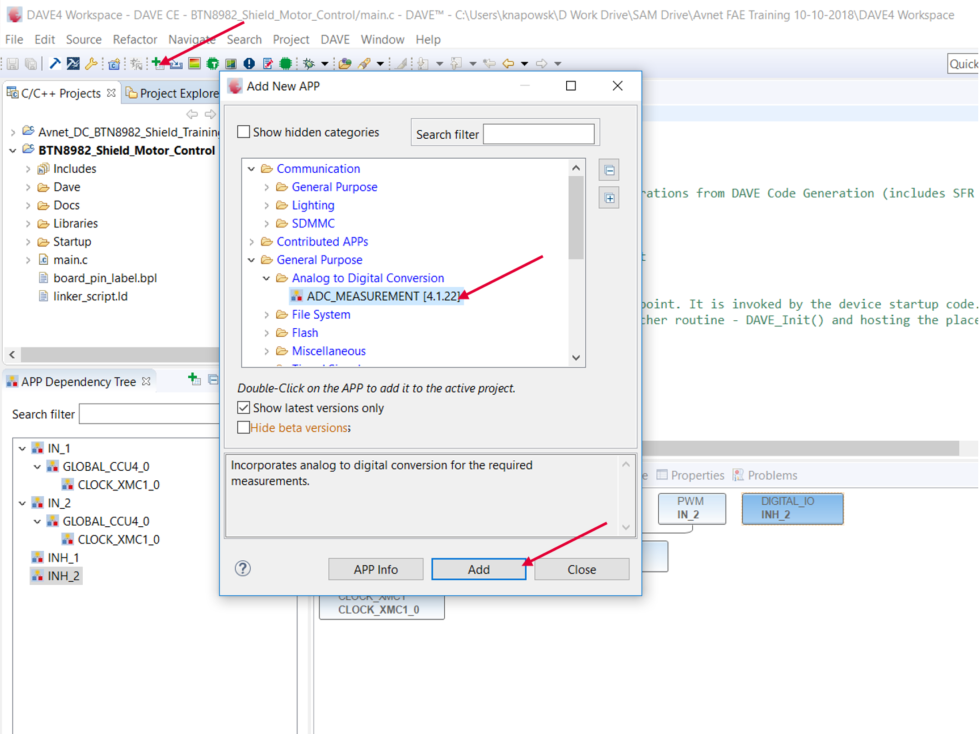 DAVE4 Workspace - DAVE CE - BTN8982_Shield_Motor_Control/main.c - DAVE™ - C:\Users\knapowsk\D Work Drive\SAM Drive\Avnet FAE Training 10-10-2018\DAVE4 Workspace
File Edit Source Refactor Navigate Search Project DAVE Window Help
Quick
C/C++ Projects Project Explore
Avnet_DC_BTN8982_Shield_Training
BTN8982_Shield_Motor_Control
Includes
Dave
Docs
Libraries
Startup
main.c
board_pin_label.bpl
linker_script.ld
Add New APP
Show hidden categories
Search filter
Communication
General Purpose
Lighting
SDMMC
Contributed APPs
General Purpose
Analog to Digital Conversion
ADC_MEASUREMENT [4.1.22]
File System
Flash
Miscellaneous
Double-Click on the APP to add it to the active project.
Show latest versions only
Hide beta versions;
Incorporates analog to digital conversion for the required
measurements.
APP Info Add Close
rations from DAVE Code Generation (includes SFR
t
point. It is invoked by the device startup code.
her routine - DAVE_Init() and hosting the place
APP Dependency Tree
Search filter
IN_1
GLOBAL_CCU4_0
CLOCK_XMC1_0
IN_2
GLOBAL_CCU4_0
CLOCK_XMC1_0
INH_1
INH_2
e Properties Problems
PWM
IN_2
DIGITAL_IO
INH_2
CLOCK_XMC1
CLOCK_XMC1_0